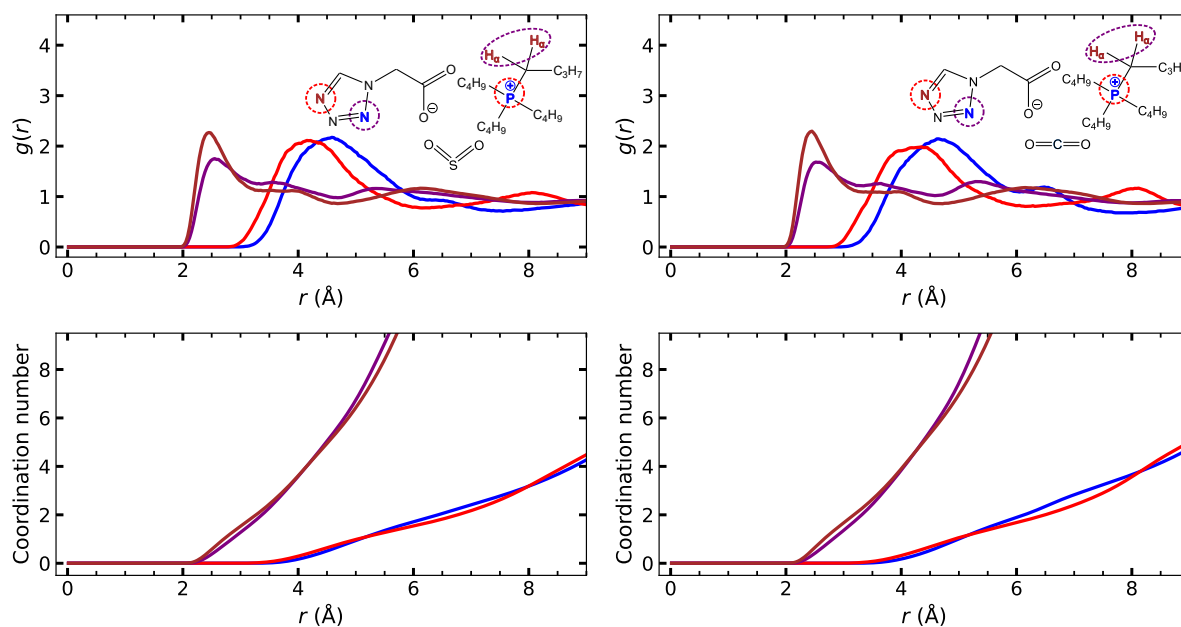 4
3
2
1
0
g(r)
0 2 4 6 8
r (Å)
Hα
Hα
C₃H₇
C₄H₉
P
⊕
C₄H₉
C₄H₉
N
N
N
N
O
O
⊖
O
S
O
4
3
2
1
0
g(r)
0 2 4 6 8
r (Å)
Hα
Hα
C₃H
C₄H₉
P
⊕
C₄H₉
C₄H₉
N
N
N
N
O
O
⊖
O=C=O
8
6
4
2
0
Coordination number
0 2 4 6 8
r (Å)
8
6
4
2
0
Coordination number
0 2 4 6 8
r (Å)